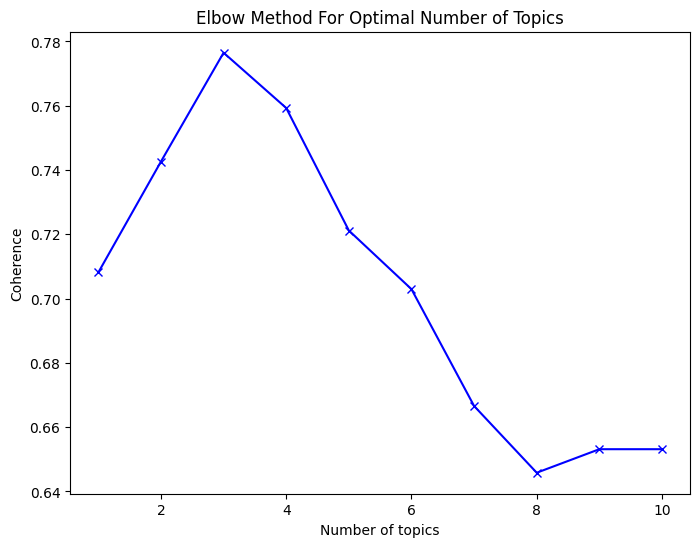 Elbow Method For Optimal Number of Topics
0.78
0.76
0.74
0.72
0.70
0.68
0.66
0.64
Coherence
2 4 6 8 10
Number of topics